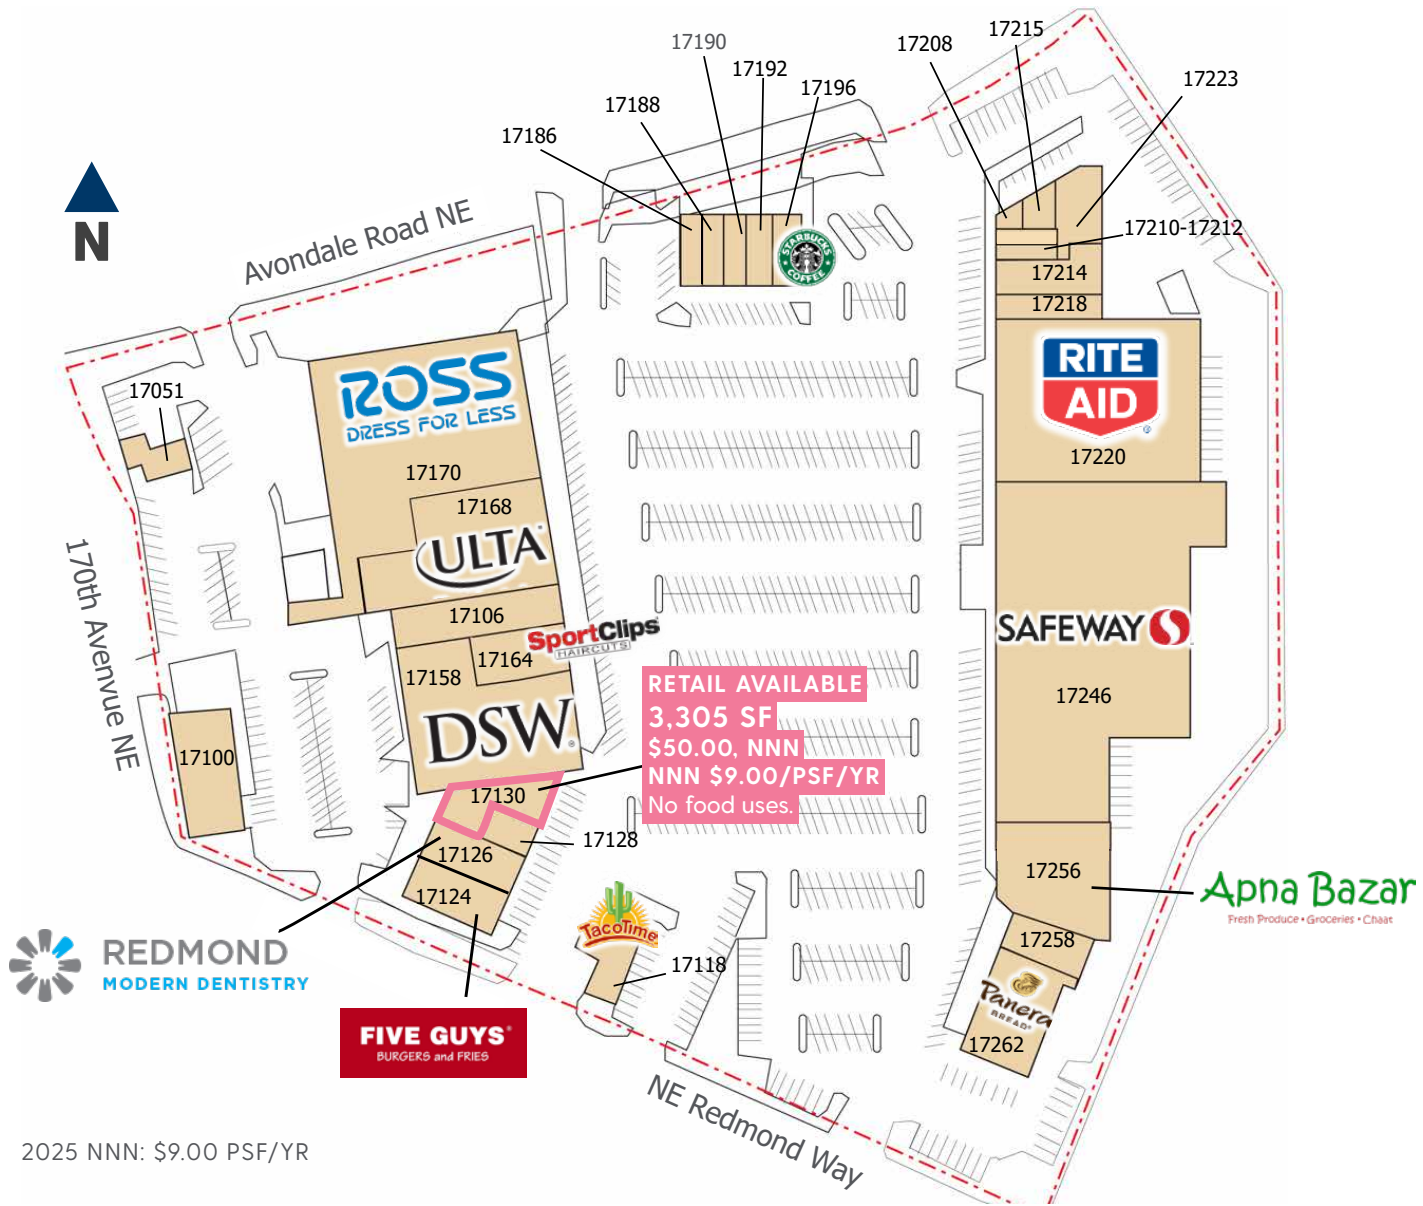 17215
17190
17208
17192
17223
17196
17188
17186
N
Avondale Road NE
STARBUCKS
COFFEE
17210-17212
17214
17218
ROSS
DRESS FOR LESS
RITE
AID
®
17051
17170
17220
17168
ULTA
170th Avenvue NE
17106
SportClips
HAIRCUTS
SAFEWAY
17164
17158
RETAIL AVAILABLE
3,305 SF
$50.00, NNN
NNN $9.00/PSF/YR
No food uses.
17246
DSW
®
17100
17130
17128
17126
17124
17256
Apna Bazar
Fresh Produce • Groceries • Chaat
TacoTime
17258
REDMOND
MODERN DENTISTRY
17118
Panera
BREAD®
FIVE GUYS®
BURGERS and FRIES
17262
NE Redmond Way
2025 NNN: $9.00 PSF/YR